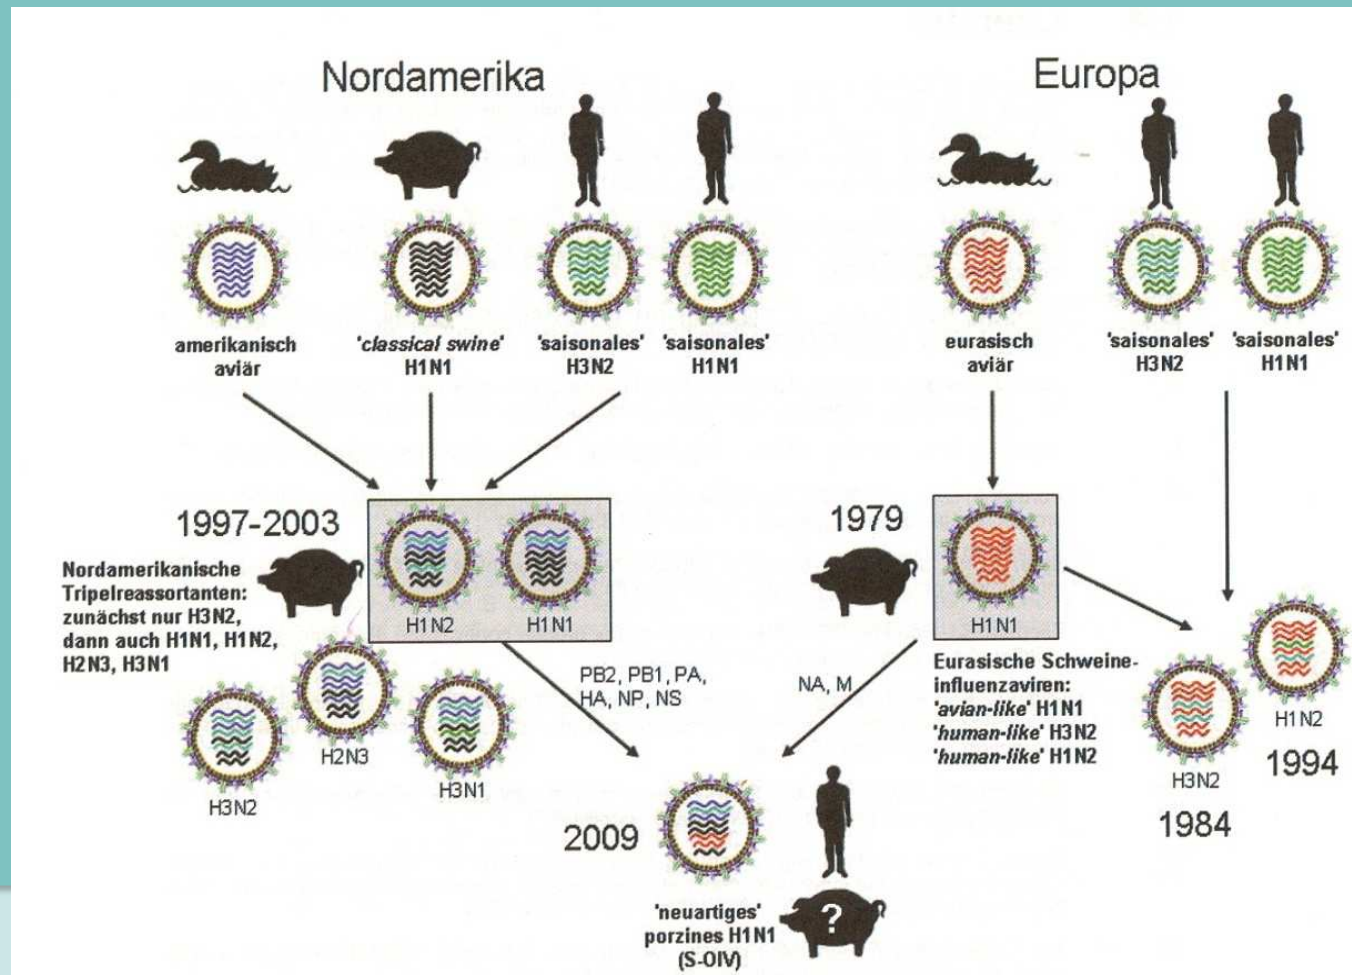 Nordamerika
Europa
amerikanisch
aviär
'classical swine'
H1N1
'saisonales'
H3N2
'saisonales'
H1N1
eurasisch
aviär
'saisonales'
H3N2
'saisonales'
H1N1
1997-2003
Nordamerikanische
Tripelreassortanten:
zunächst nur H3N2,
dann auch H1N1, H1N2,
H2N3, H3N1
H1N2
H1N1
H3N2
H2N3
H3N1
PB2, PB1, PA,
HA, NP, NS
1979
H1N1
NA, M
Eurasische Schweine-
influenzaviren:
'avian-like' H1N1
'human-like' H3N2
'human-like' H1N2
H1N2
1994
H3N2
1984
2009
'neuartiges'
porzines H1N1
(S-OIV)
?